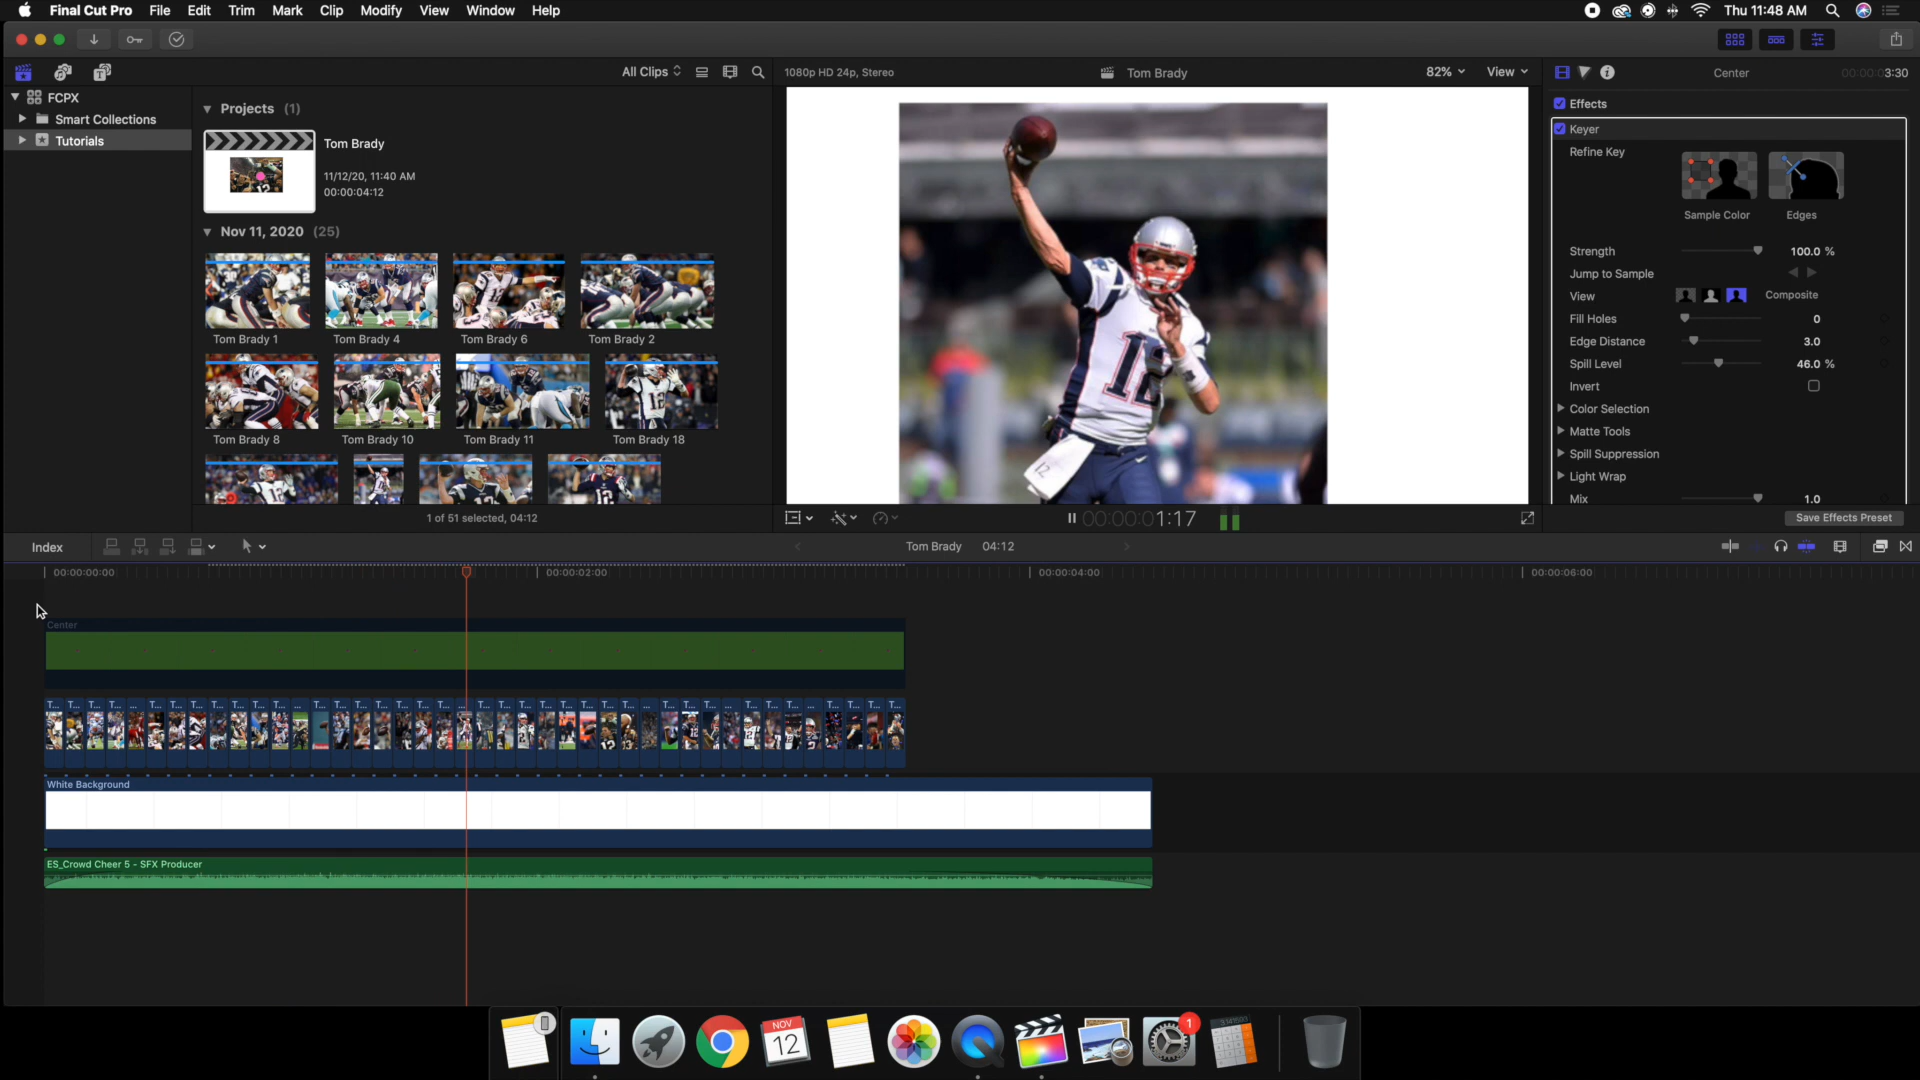 Final Cut Pro File Edit Trim Mark Clip Modify View Window Help
Thu 11:48 AM
All Clips
1080p HD 24p, Stereo
Tom Brady
82%
View
Center
00:00:03:30
FCPX
Smart Collections
Tutorials
Projects (1)
Tom Brady
11/12/20, 11:40 AM
00:00:04:12
Nov 11, 2020 (25)
Tom Brady 1
Tom Brady 4
Tom Brady 6
Tom Brady 2
Tom Brady 8
Tom Brady 10
Tom Brady 11
Tom Brady 18
1 of 51 selected, 04:12
12
12
Effects
Keyer
Refine Key
Sample Color
Edges
Strength
100.0 %
Jump to Sample
View
Composite
Fill Holes
0
Edge Distance
3.0
Spill Level
46.0 %
Invert
Color Selection
Matte Tools
Spill Suppression
Light Wrap
Mix
1.0
00:00:01:17
Save Effects Preset
Index
Tom Brady
04:12
00:00:00:00
00:00:02:00
00:00:04:00
00:00:06:00
Center
White Background
ES_Crowd Cheer 5 - SFX Producer
NOV
12
1